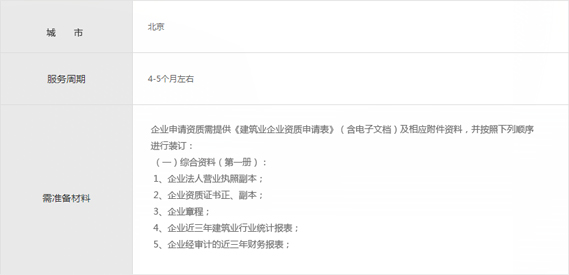 城 市
北京
服务周期
4-5个月左右
需准备材料
企业申请资质需提供《建筑业企业资质申请表》（含电子文档）及相应附件资料，并按照下列顺序
进行装订：
（一）综合资料（第一册）：
1、企业法人营业执照副本；
2、企业资质证书正、副本；
3、企业章程；
4、企业近三年建筑业行业统计报表；
5、企业经审计的近三年财务报表；